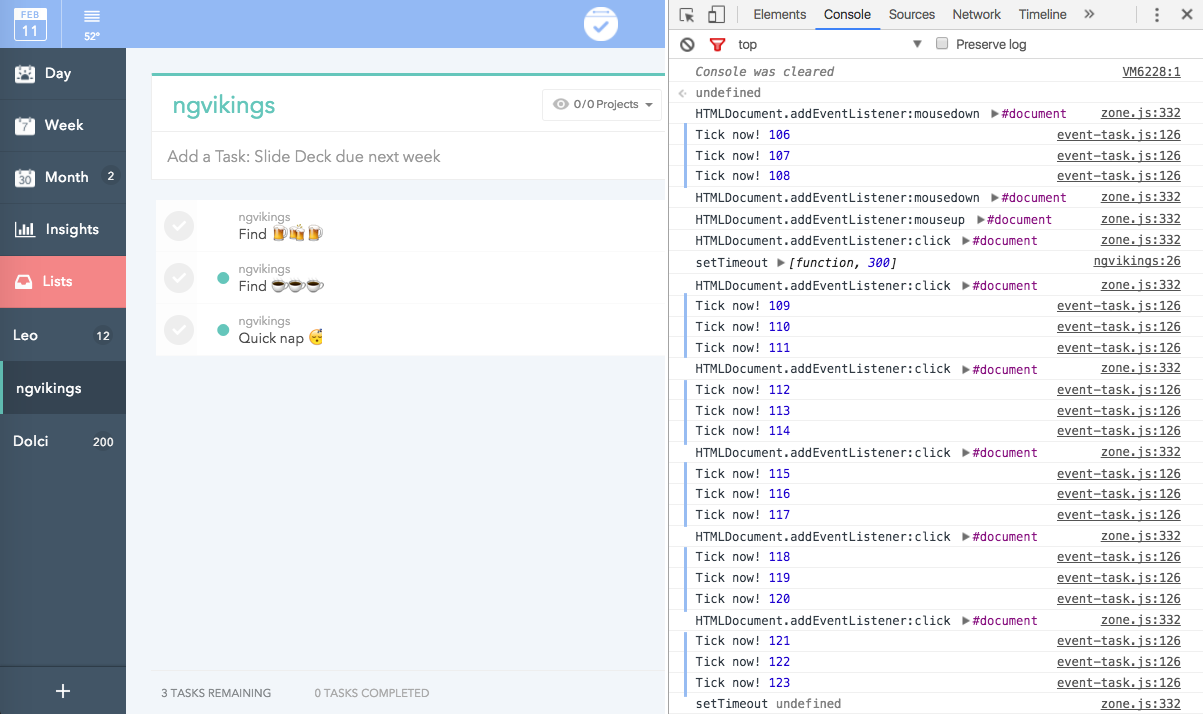 FEB
11
52°
Day
7
Week
30
Month
2
Insights
Lists
Leo
12
ngvikings
Dolci
200
+
ngvikings
0/0 Projects
Add a Task: Slide Deck due next week
ngvikings
Find 🍺🍻🍺
ngvikings
Find ☕☕☕
ngvikings
Quick nap 😴
3 TASKS REMAINING
0 TASKS COMPLETED
Elements Console Sources Network Timeline »
top
Preserve log
Console was cleared VM6228:1
undefined
HTMLDocument.addEventListener:mousedown ▶#document zone.js:332
Tick now! 106 event-task.js:126
Tick now! 107 event-task.js:126
Tick now! 108 event-task.js:126
HTMLDocument.addEventListener:mousedown ▶#document zone.js:332
HTMLDocument.addEventListener:mouseup ▶#document zone.js:332
HTMLDocument.addEventListener:click ▶#document zone.js:332
setTimeout ▶[function, 300] ngvikings:26
HTMLDocument.addEventListener:click ▶#document zone.js:332
Tick now! 109 event-task.js:126
Tick now! 110 event-task.js:126
Tick now! 111 event-task.js:126
HTMLDocument.addEventListener:click ▶#document zone.js:332
Tick now! 112 event-task.js:126
Tick now! 113 event-task.js:126
Tick now! 114 event-task.js:126
HTMLDocument.addEventListener:click ▶#document zone.js:332
Tick now! 115 event-task.js:126
Tick now! 116 event-task.js:126
Tick now! 117 event-task.js:126
HTMLDocument.addEventListener:click ▶#document zone.js:332
Tick now! 118 event-task.js:126
Tick now! 119 event-task.js:126
Tick now! 120 event-task.js:126
HTMLDocument.addEventListener:click ▶#document zone.js:332
Tick now! 121 event-task.js:126
Tick now! 122 event-task.js:126
Tick now! 123 event-task.js:126
setTimeout undefined zone.js:332